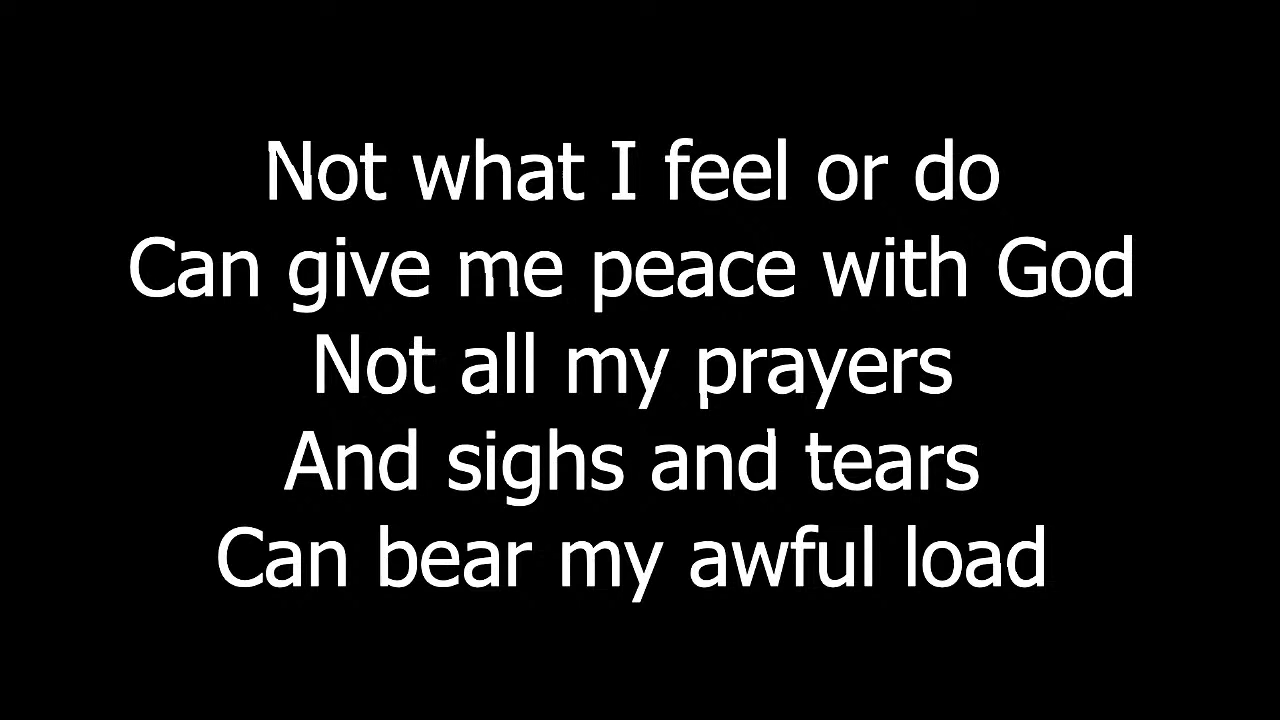 Not what I feel or do
Can give me peace with God
Not all my prayers
And sighs and tears
Can bear my awful load